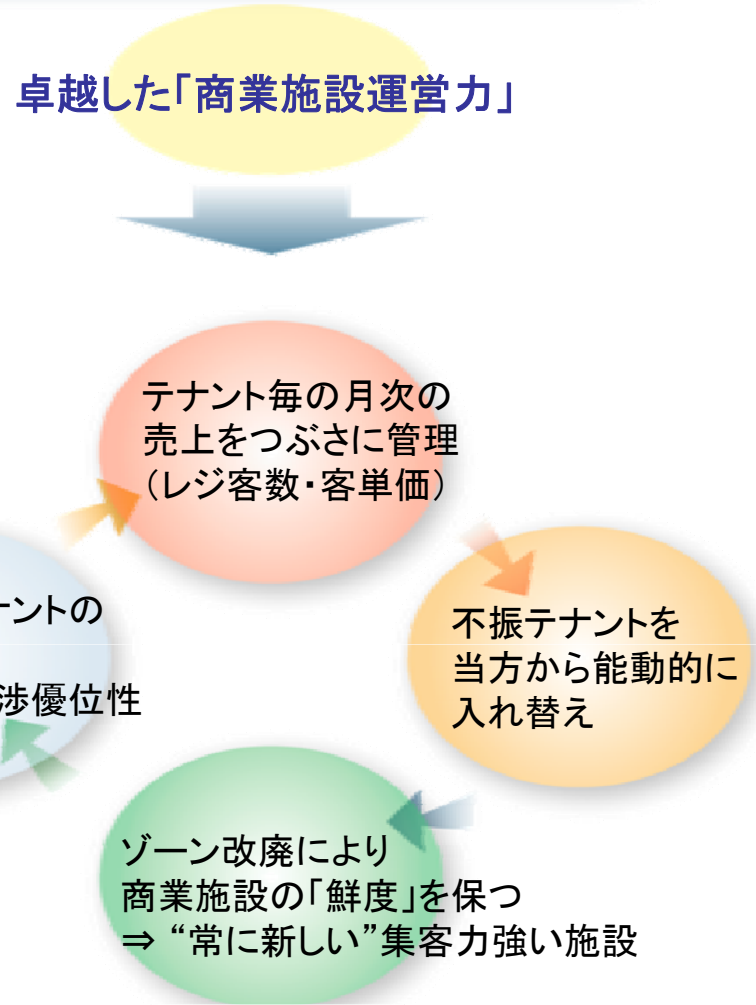 卓越した「商業施設運営力」
テナント毎の月次の
売上をつぶさに管理
（レジ客数・客単価）
ナントの
渉優位性
不振テナントを
当方から能動的に
入れ替え
ゾーン改廃により
商業施設の「鮮度」を保つ
⇒ “常に新しい”集客力強い施設